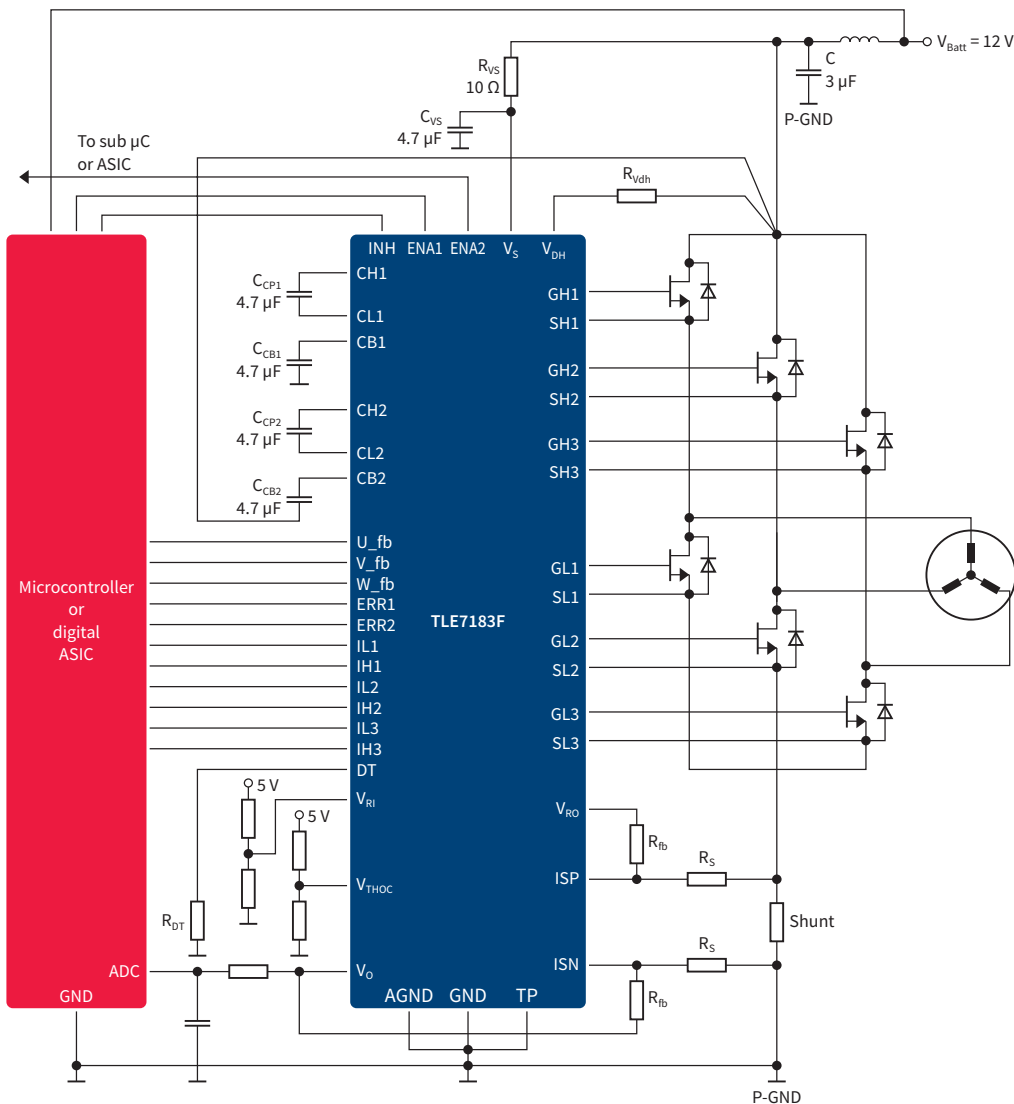 V_Batt = 12 V
R_VS
10 Ω
C
3 µF
P-GND
C_VS
4.7 µF
To sub µC
or ASIC
R_Vdh
INH
ENA1
ENA2
V_S
V_DH
C_CP1
4.7 µF
CH1
CL1
C_CB1
4.7 µF
CB1
C_CP2
4.7 µF
CH2
CL2
C_CB2
4.7 µF
CB2
GH1
SH1
GH2
SH2
GH3
SH3
GL1
SL1
GL2
SL2
GL3
SL3
U_fb
V_fb
W_fb
ERR1
ERR2
IL1
IH1
IL2
IH2
IL3
IH3
DT
Microcontroller
or
digital
ASIC
TLE7183F
5 V
V_RI
5 V
V_THOC
R_DT
V_RO
R_fb
ISP
R_S
Shunt
ISN
R_S
R_fb
ADC
V_O
GND
AGND
GND
TP
P-GND